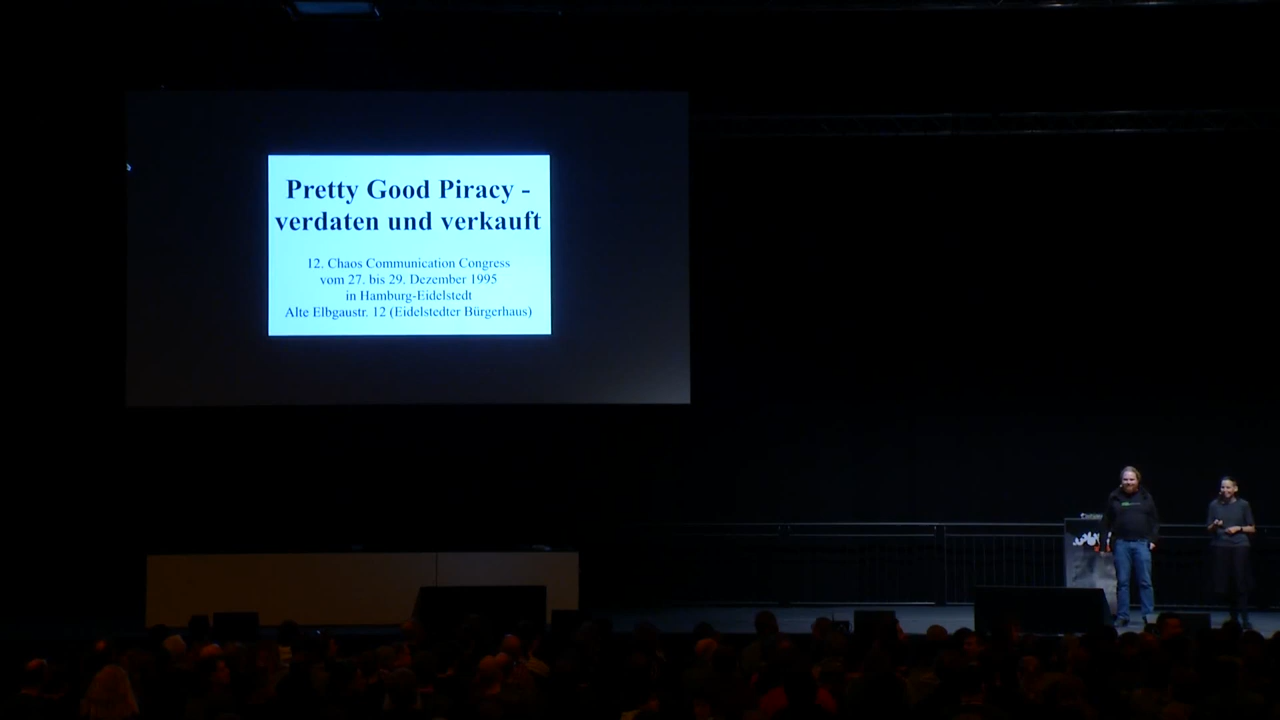 Pretty Good Piracy -
verdaten und verkauft
12. Chaos Communication Congress
vom 27. bis 29. Dezember 1995
in Hamburg-Eidelstedt
Alte Elbgaustr. 12 (Eidelstedter Bürgerhaus)